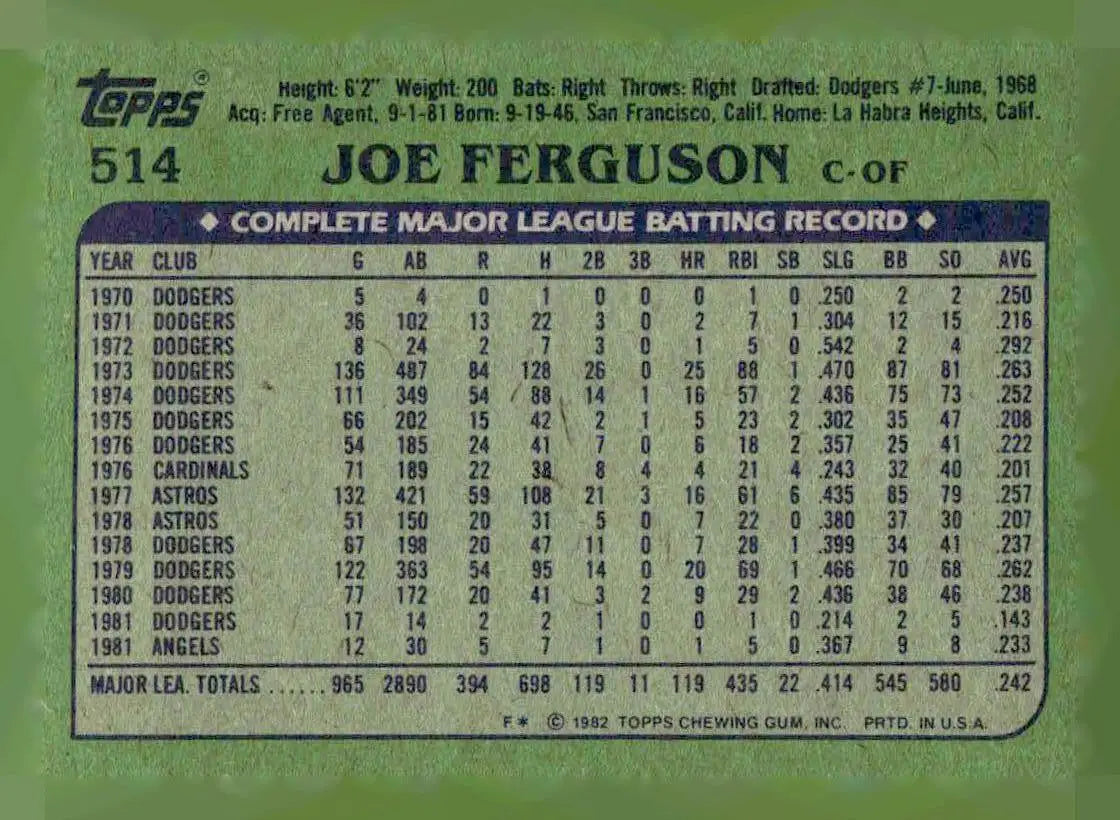 Topps®
Height: 6'2" Weight: 200 Bats: Right Throws: Right Drafted: Dodgers #7-June, 1968
Acq: Free Agent, 9-1-81 Born: 9-19-46, San Francisco, Calif. Home: La Habra Heights, Calif.
514 JOE FERGUSON C-OF
◆ COMPLETE MAJOR LEAGUE BATTING RECORD ◆
YEAR CLUB G AB R H 2B 3B HR RBI SB SLG BB SO AVG
1970 DODGERS 5 4 0 1 0 0 0 1 0 .250 2 2 .250
1971 DODGERS 36 102 13 22 3 0 2 7 1 .304 12 15 .216
1972 DODGERS 8 24 2 7 3 0 1 5 0 .542 2 4 .292
1973 DODGERS 136 487 84 128 26 0 25 88 1 .470 87 81 .263
1974 DODGERS 111 349 54 88 14 1 16 57 2 .436 75 73 .252
1975 DODGERS 66 202 15 42 2 1 5 23 2 .302 35 47 .208
1976 DODGERS 54 185 24 41 7 0 6 18 2 .357 25 41 .222
1976 CARDINALS 71 189 22 38 8 4 4 21 4 .243 32 40 .201
1977 ASTROS 132 421 59 108 21 3 16 61 6 .435 85 79 .257
1978 ASTROS 51 150 20 31 5 0 7 22 0 .380 37 30 .207
1978 DODGERS 67 198 20 47 11 0 7 28 1 .399 34 41 .237
1979 DODGERS 122 363 54 95 14 0 20 69 1 .466 70 68 .262
1980 DODGERS 77 172 20 41 3 2 9 29 2 .436 38 46 .238
1981 DODGERS 17 14 2 2 1 0 0 1 0 .214 2 5 .143
1981 ANGELS 12 30 5 7 1 0 1 5 0 .367 9 8 .233
MAJOR LEA. TOTALS ...... 965 2890 394 698 119 11 119 435 22 .414 545 580 .242
F* © 1982 TOPPS CHEWING GUM, INC. PRTD. IN U.S.A.